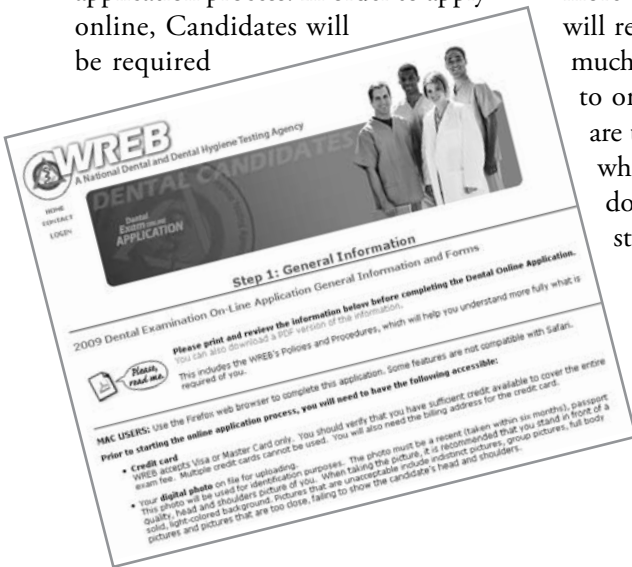 online, Candidates will
be required
more
will re
much
to or
are
wh
do
st
WREB
A National Dental and Dental Hygiene Testing Agency
HOME
CONTACT
LOGIN
DENTAL CANDIDATES
Dental
Exam ONLINE
APPLICATION
Step 1: General Information
2009 Dental Examination On-Line Application General Information and Forms
Please, read me.
Please print and review the information below before completing the Dental Online Application.
You can also download a PDF version of the information.
This includes the WREB's Policies and Procedures, which will help you understand more fully what is
required of you.
MAC USERS: Use the Firefox web browser to complete this application. Some features are not compatible with Safari.
Prior to starting the online application process, you will need to have the following accessible:
• Credit card
WREB accepts Visa or Master Card only. You should verify that you have sufficient credit available to cover the entire
exam fee. Multiple credit cards cannot be used. You will also need the billing address for the credit card.
• Your digital photo on file for uploading.
This photo will be used for identification purposes. The photo must be a recent (taken within six months), passport
quality, head and shoulders picture of you. When taking the picture, it is recommended that you stand in front of a
solid, light-colored background. Pictures that are unacceptable include indistinct pictures, group pictures, full body
pictures and pictures that are too close, failing to show the candidate's head and shoulders.